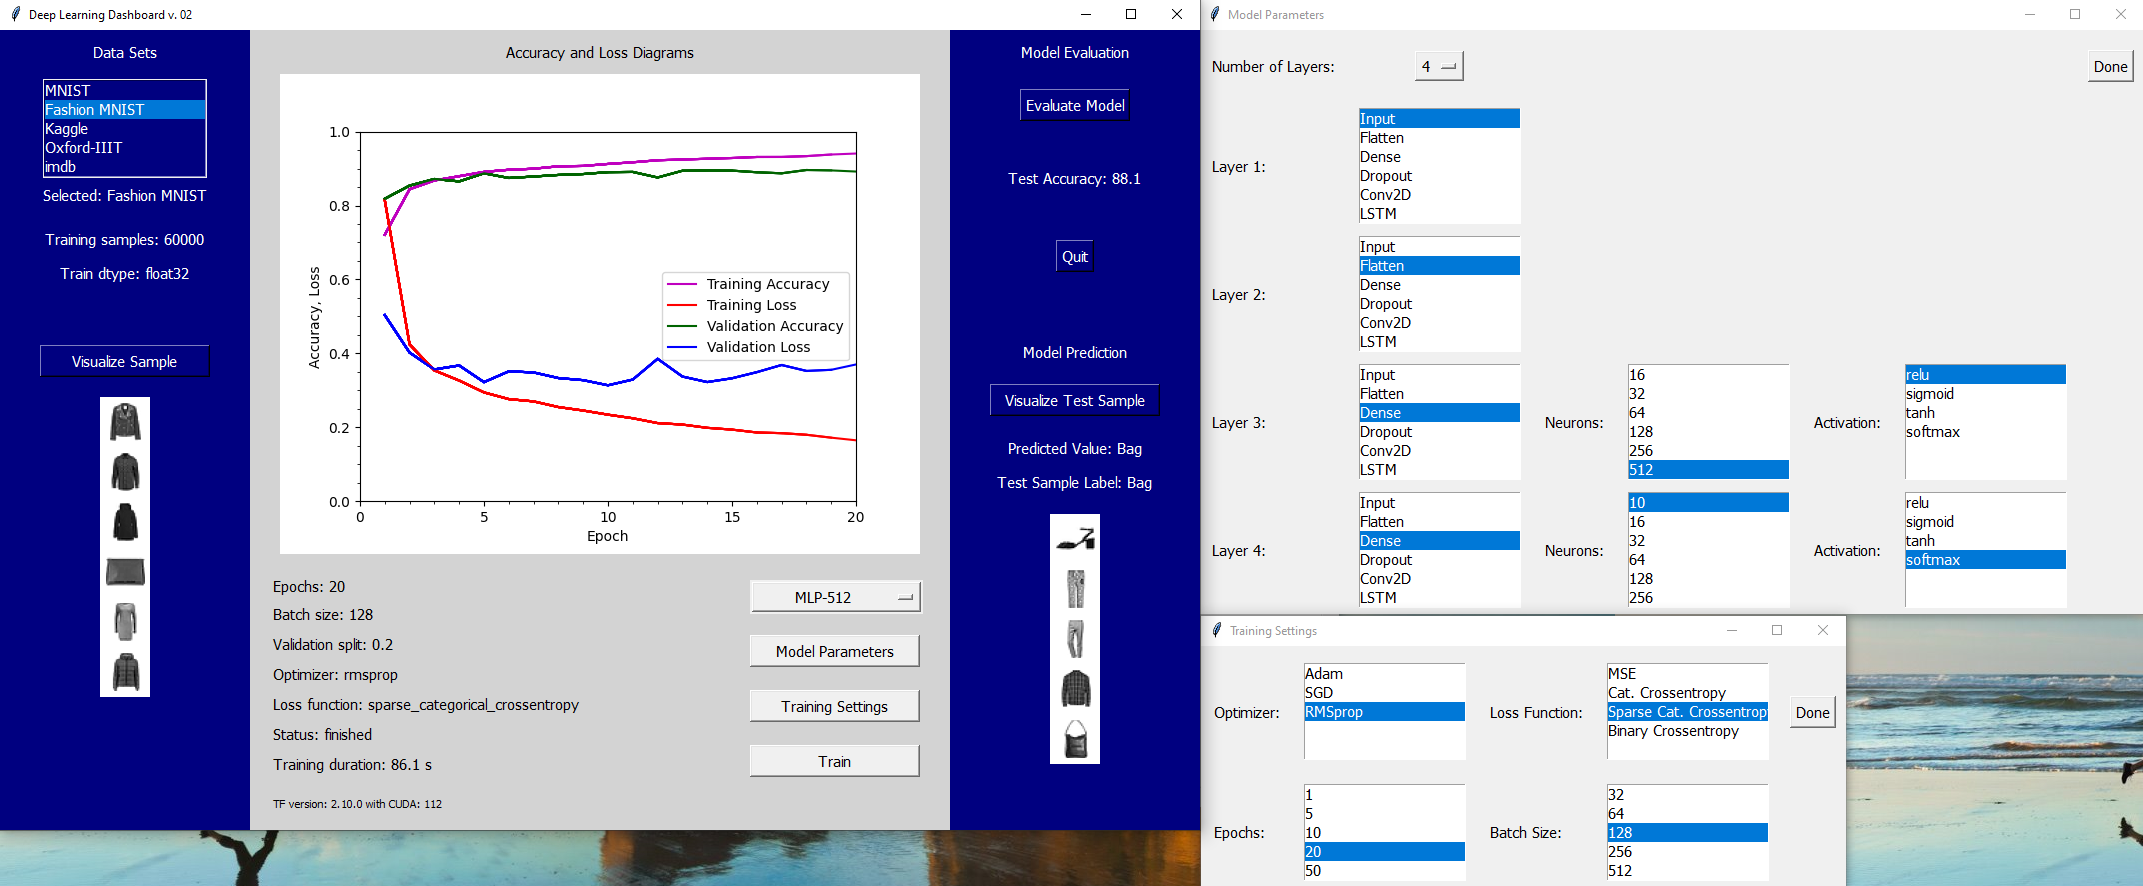 Deep Learning Dashboard v. 02
Data Sets
MNIST
Fashion MNIST
Kaggle
Oxford-IIIT
imdb
Selected: Fashion MNIST
Training samples: 60000
Train dtype: float32
Visualize Sample
Accuracy and Loss Diagrams
1.0
0.8
0.6
0.4
0.2
0.0
Accuracy, Loss
Training Accuracy
Training Loss
Validation Accuracy
Validation Loss
0 5 10 15 20
Epoch
Epochs: 20
Batch size: 128
Validation split: 0.2
Optimizer: rmsprop
Loss function: sparse_categorical_crossentropy
Status: finished
Training duration: 86.1 s
TF version: 2.10.0 with CUDA: 112
MLP-512
Model Parameters
Training Settings
Train
Model Evaluation
Evaluate Model
Test Accuracy: 88.1
Quit
Model Prediction
Visualize Test Sample
Predicted Value: Bag
Test Sample Label: Bag
Model Parameters
Number of Layers: 4
Done
Layer 1:
Input
Flatten
Dense
Dropout
Conv2D
LSTM
Layer 2:
Input
Flatten
Dense
Dropout
Conv2D
LSTM
Layer 3:
Input
Flatten
Dense
Dropout
Conv2D
LSTM
Neurons:
16
32
64
128
256
512
Activation:
relu
sigmoid
tanh
softmax
Layer 4:
Input
Flatten
Dense
Dropout
Conv2D
LSTM
Neurons:
10
16
32
64
128
256
Activation:
relu
sigmoid
tanh
softmax
Training Settings
Optimizer:
Adam
SGD
RMSprop
Loss Function:
MSE
Cat. Crossentropy
Sparse Cat. Crossentrop
Binary Crossentropy
Done
Epochs:
1
5
10
20
50
Batch Size:
32
64
128
256
512